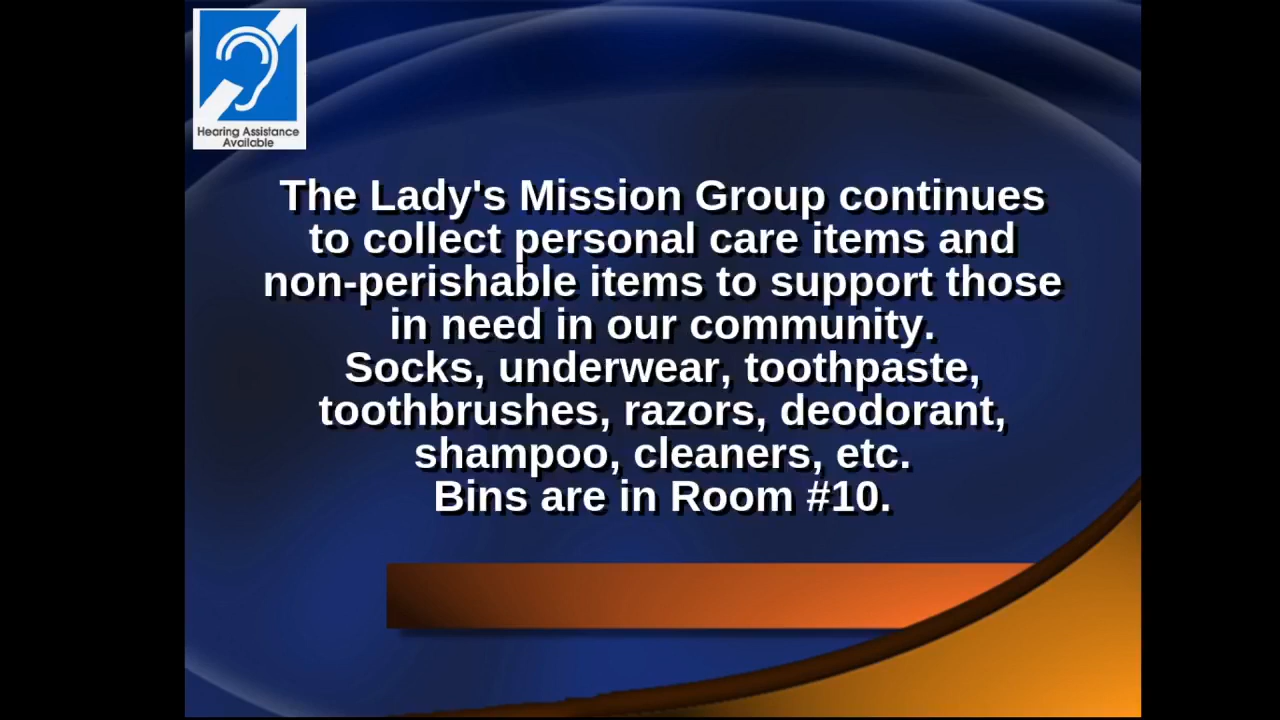 Hearing Assistance
Available
The Lady's Mission Group continues
to collect personal care items and
non-perishable items to support those
in need in our community.
Socks, underwear, toothpaste,
toothbrushes, razors, deodorant,
shampoo, cleaners, etc.
Bins are in Room #10.